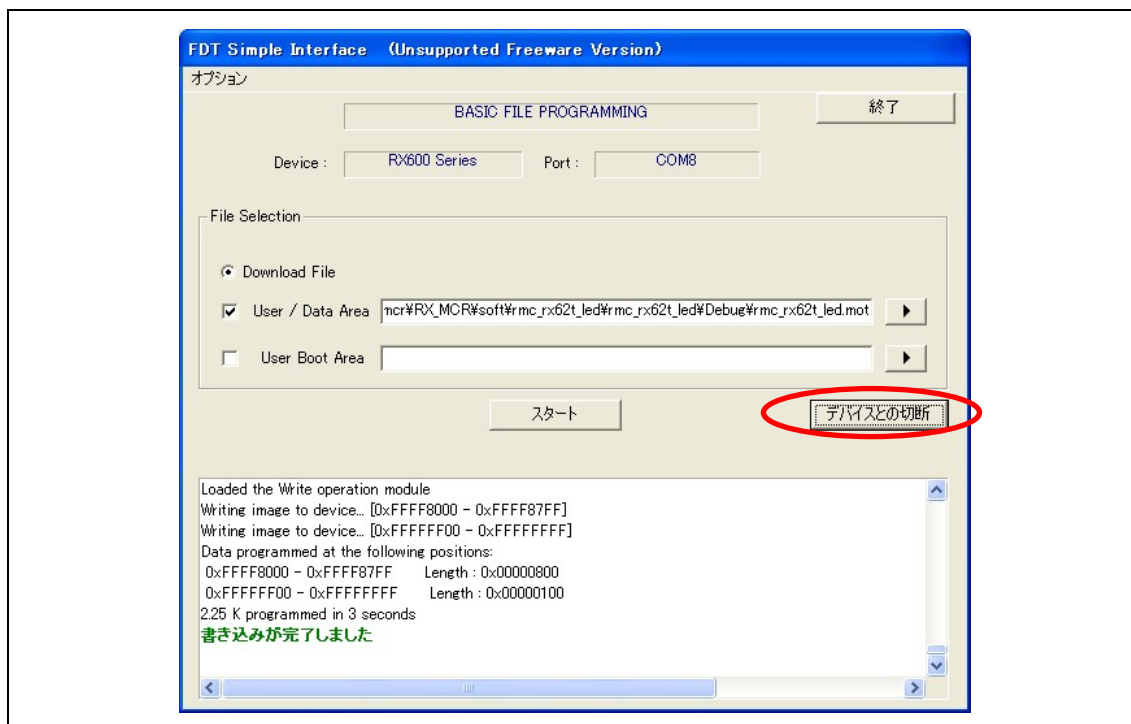 FDT Simple Interface (Unsupported Freeware Version)
オプション
BASIC FILE PROGRAMMING
終了
Device : RX600 Series Port : COM8
File Selection
Download File
User / Data Area mcr¥RX_MCR¥soft¥rmc_rx62t_led¥rmc_rx62t_led¥Debug¥rmc_rx62t_led.mot
User Boot Area
スタート デバイスとの切断
Loaded the Write operation module
Writing image to device... [0xFFFF8000 - 0xFFFF87FF]
Writing image to device... [0xFFFFFF00 - 0xFFFFFFFF]
Data programmed at the following positions:
0xFFFF8000 - 0xFFFF87FF Length : 0x00000800
0xFFFFFF00 - 0xFFFFFFFF Length : 0x00000100
2.25 K programmed in 3 seconds
書き込みが完了しました